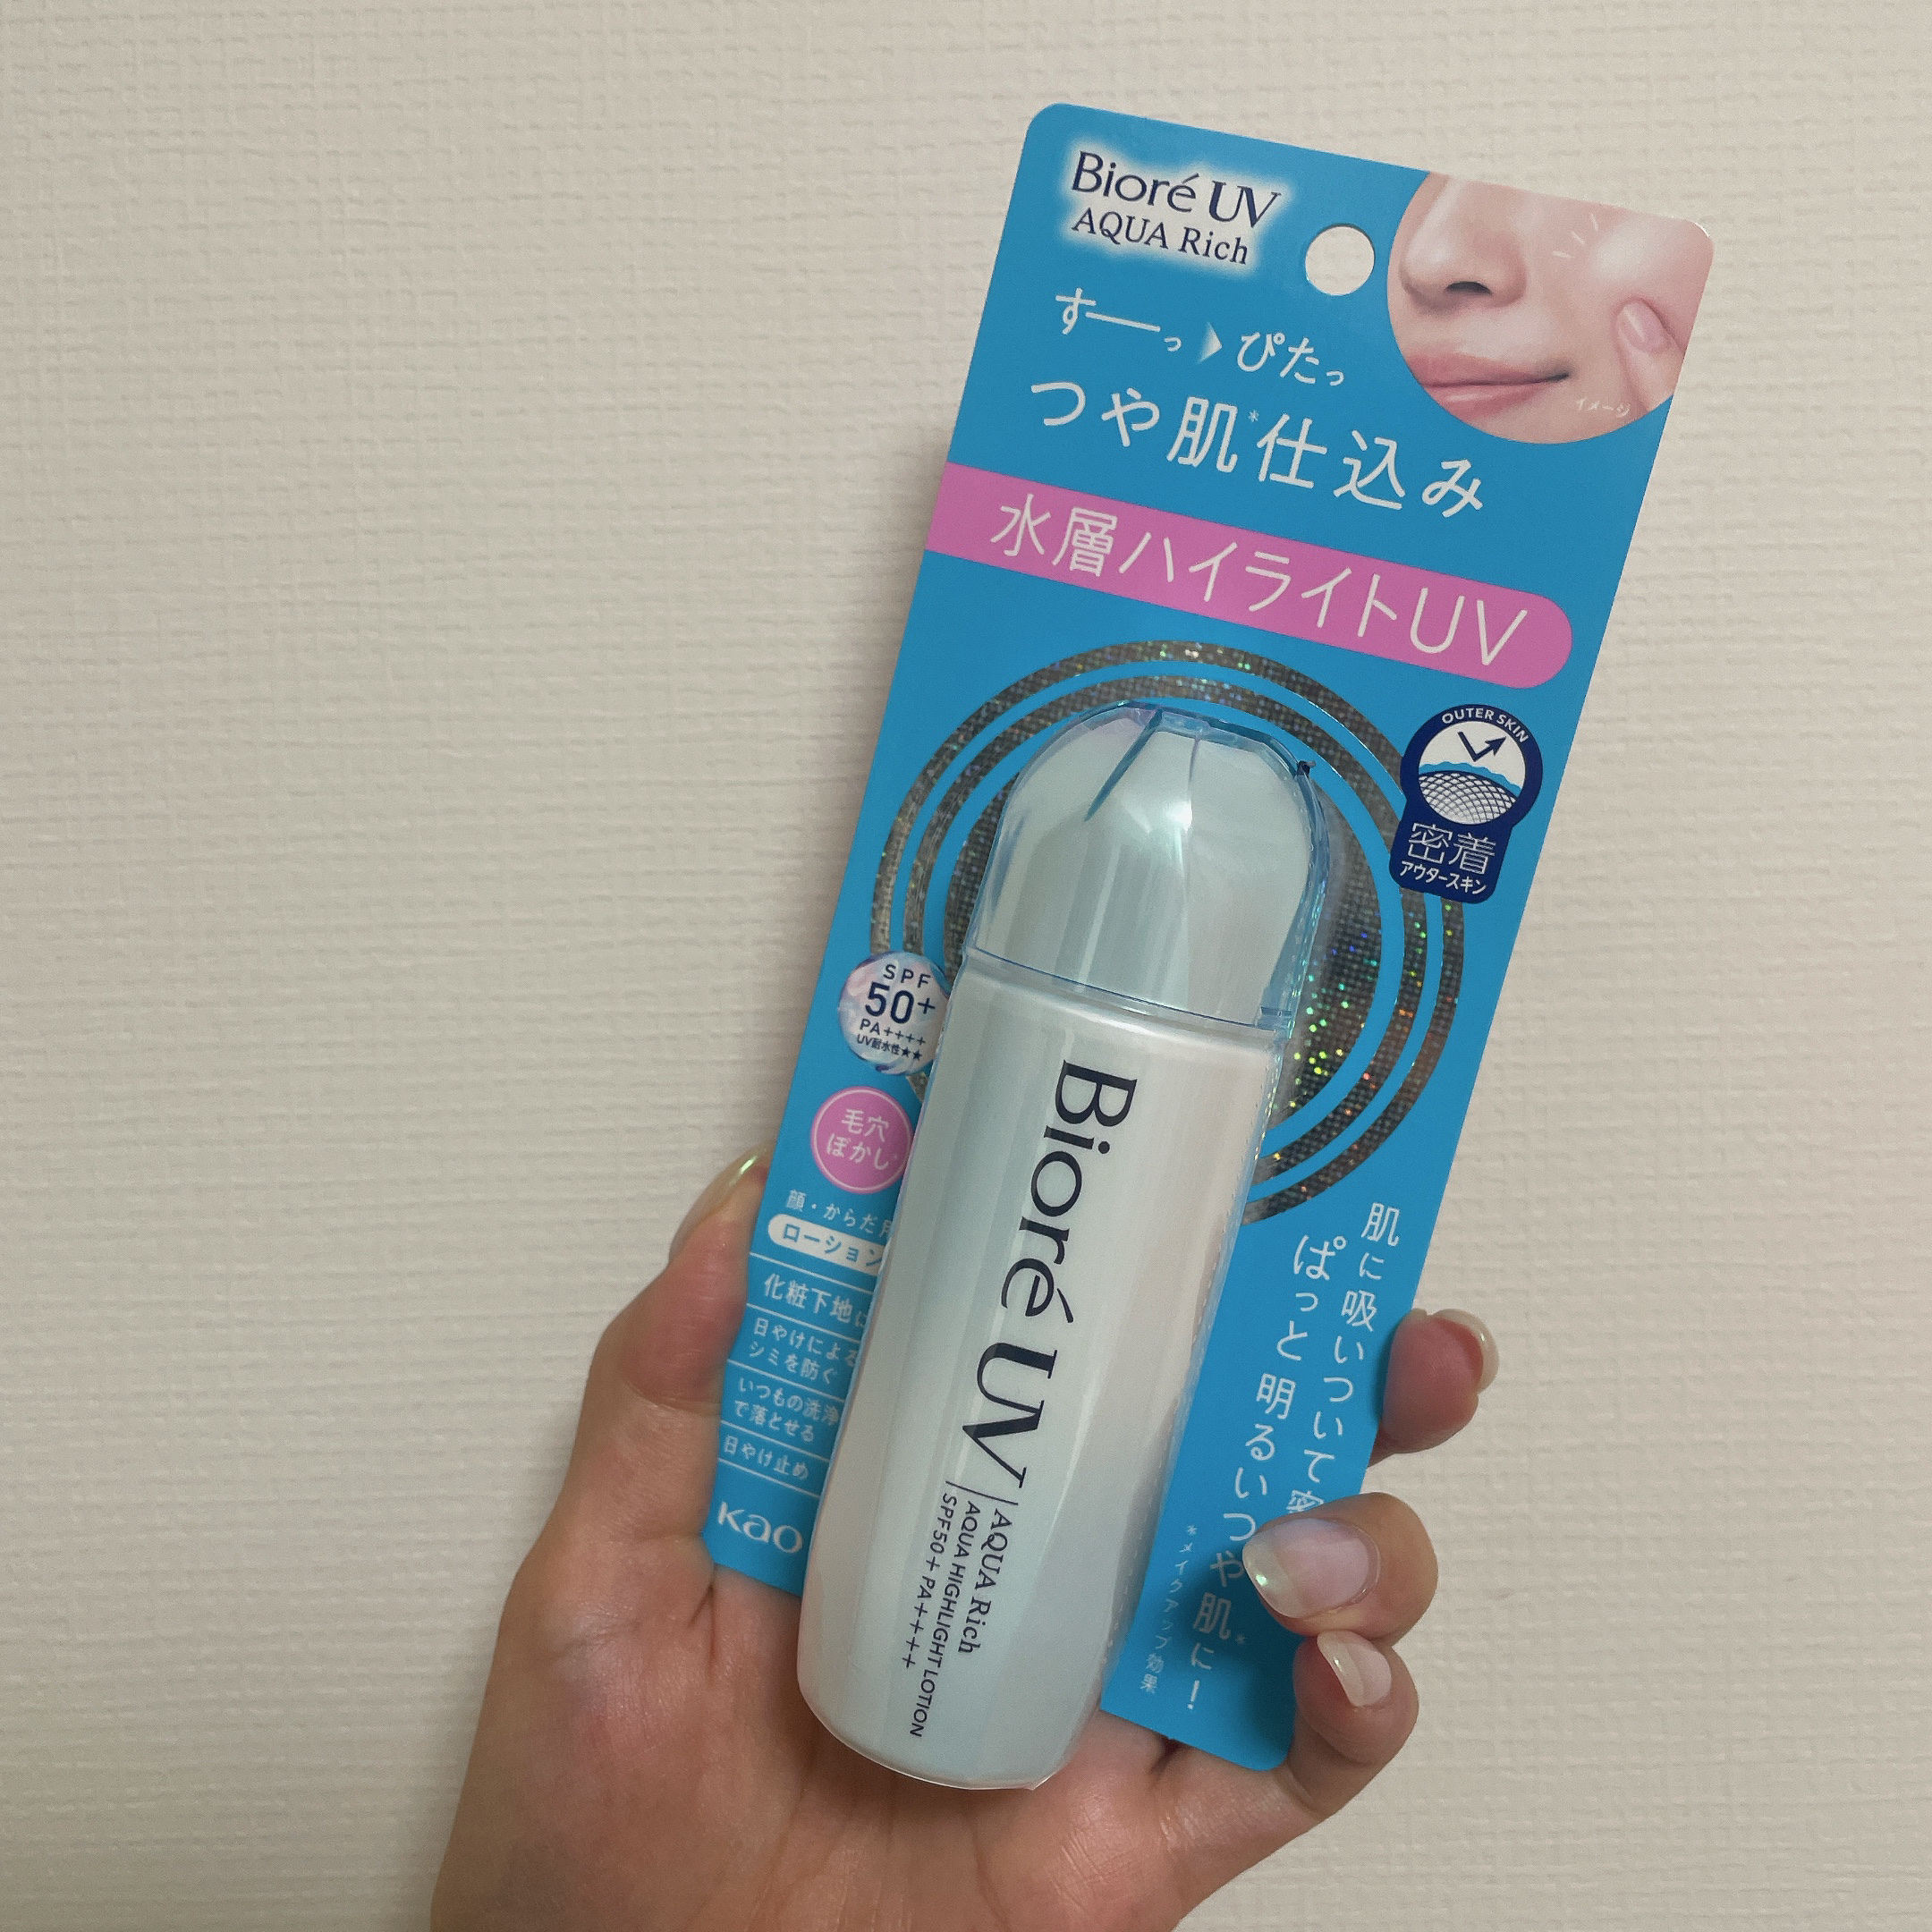 Bioré UV
AQUA Rich
すーっ ぴたっ
つや肌*仕込み
イメージ
水層ハイライトUV
OUTER SKIN
密着
アウタースキン
SPF
50+
PA++++
UV耐水性★★
毛穴
ぼかし*
顔・からだ
ローション
化粧下地に
日やけによる
シミを防ぐ
いつもの洗浄
で落とせる
日やけ止め
Kao
Bioré UV
AQUA Rich
AQUA HIGHLIGHT LOTION
SPF50+ PA++++
肌に吸いついて密
ぱっと明るいつや肌*に!
*メイクアップ効果